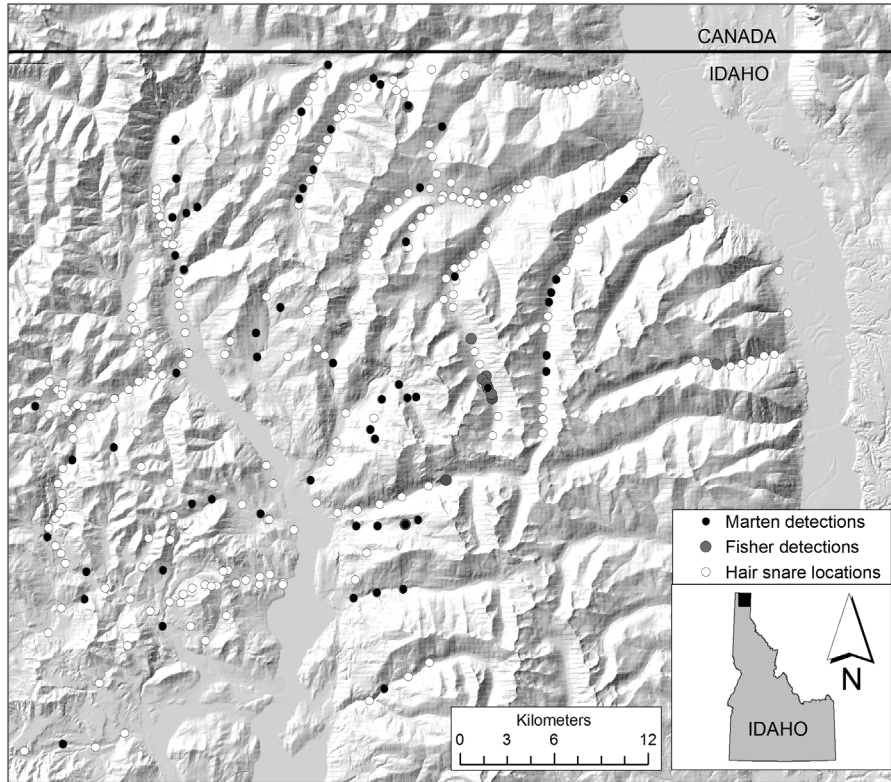 CANADA
IDAHO
Marten detections
Fisher detections
Hair snare locations
Kilometers
0 3 6 12
N
IDAHO